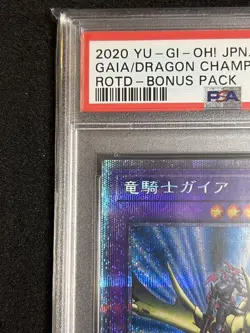 2020 YU-GI-OH! JPN.
GAIA/DRAGON CHAMP
ROTD-BONUS PACK
PSA
竜騎士ガイア